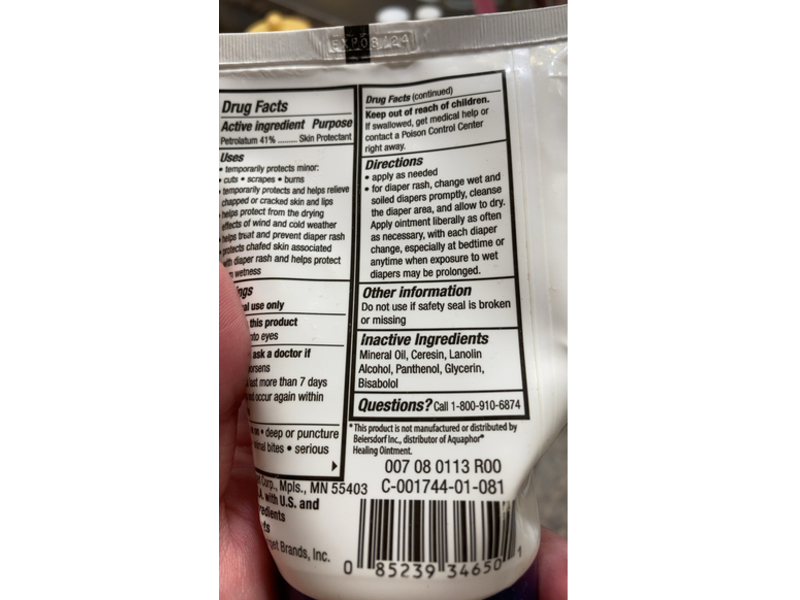 EXP08/24
Drug Facts
Active ingredient Purpose
Petrolatum 41% .......... Skin Protectant
Uses
• temporarily protects minor:
• cuts • scrapes • burns
• temporarily protects and helps relieve
chapped or cracked skin and lips
helps protect from the drying
effects of wind and cold weather
helps treat and prevent diaper rash
protects chafed skin associated
with diaper rash and helps protect
wetness
use only
this product
eyes
ask a doctor if
last more than 7 days
occur again within
• deep or puncture
bites • serious
Drug Facts (continued)
Keep out of reach of children.
If swallowed, get medical help or
contact a Poison Control Center
right away.
Directions
• apply as needed
• for diaper rash, change wet and
soiled diapers promptly, cleanse
the diaper area, and allow to dry.
Apply ointment liberally as often
as necessary, with each diaper
change, especially at bedtime or
anytime when exposure to wet
diapers may be prolonged.
Other information
Do not use if safety seal is broken
or missing
Inactive Ingredients
Mineral Oil, Ceresin, Lanolin
Alcohol, Panthenol, Glycerin,
Bisabolol
Questions? Call 1-800-910-6874
*This product is not manufactured or distributed by
Beiersdorf Inc., distributor of Aquaphor®
Healing Ointment.
007 08 0113 R00
Corp., Mpls., MN 55403 C-001744-01-081
with U.S. and
Brands, Inc.
0 85239 34650 1